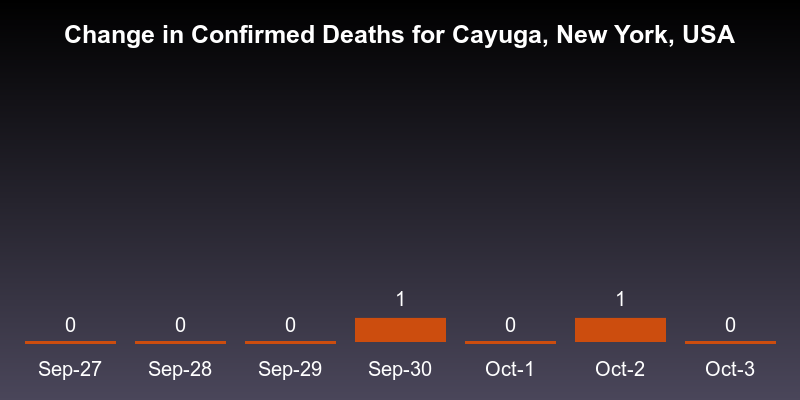 Change in Confirmed Deaths for Cayuga, New York, USA
0 0 0 1 0 1 0
Sep-27 Sep-28 Sep-29 Sep-30 Oct-1 Oct-2 Oct-3